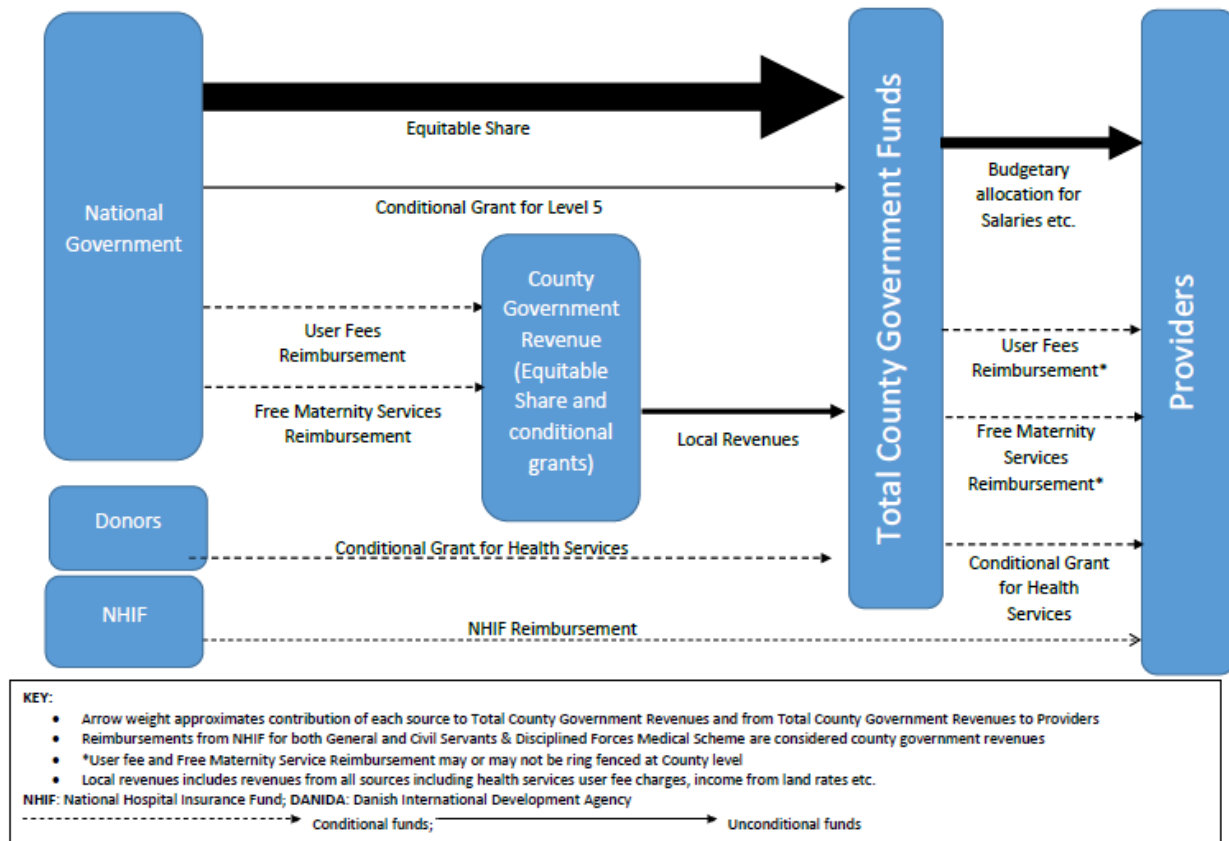 National
Government
Equitable Share
Conditional Grant for Level 5
User Fees
Reimbursement
Free Maternity Services
Reimbursement
County
Government
Revenue
(Equitable
Share and
conditional
grants)
Local Revenues
Donors
Conditional Grant for Health Services
NHIF
NHIF Reimbursement
Total County Government Funds
Budgetary
allocation for
Salaries etc.
User Fees
Reimbursement*
Free Maternity
Services
Reimbursement*
Conditional Grant
for Health
Services
Providers
KEY:
• Arrow weight approximates contribution of each source to Total County Government Revenues and from Total County Government Revenues to Providers
• Reimbursements from NHIF for both General and Civil Servants & Disciplined Forces Medical Scheme are considered county government revenues
• *User fee and Free Maternity Service Reimbursement may or may not be ring fenced at County level
• Local revenues includes revenues from all sources including health services user fee charges, income from land rates etc.
NHIF: National Hospital Insurance Fund; DANIDA: Danish International Development Agency
Conditional funds; Unconditional funds